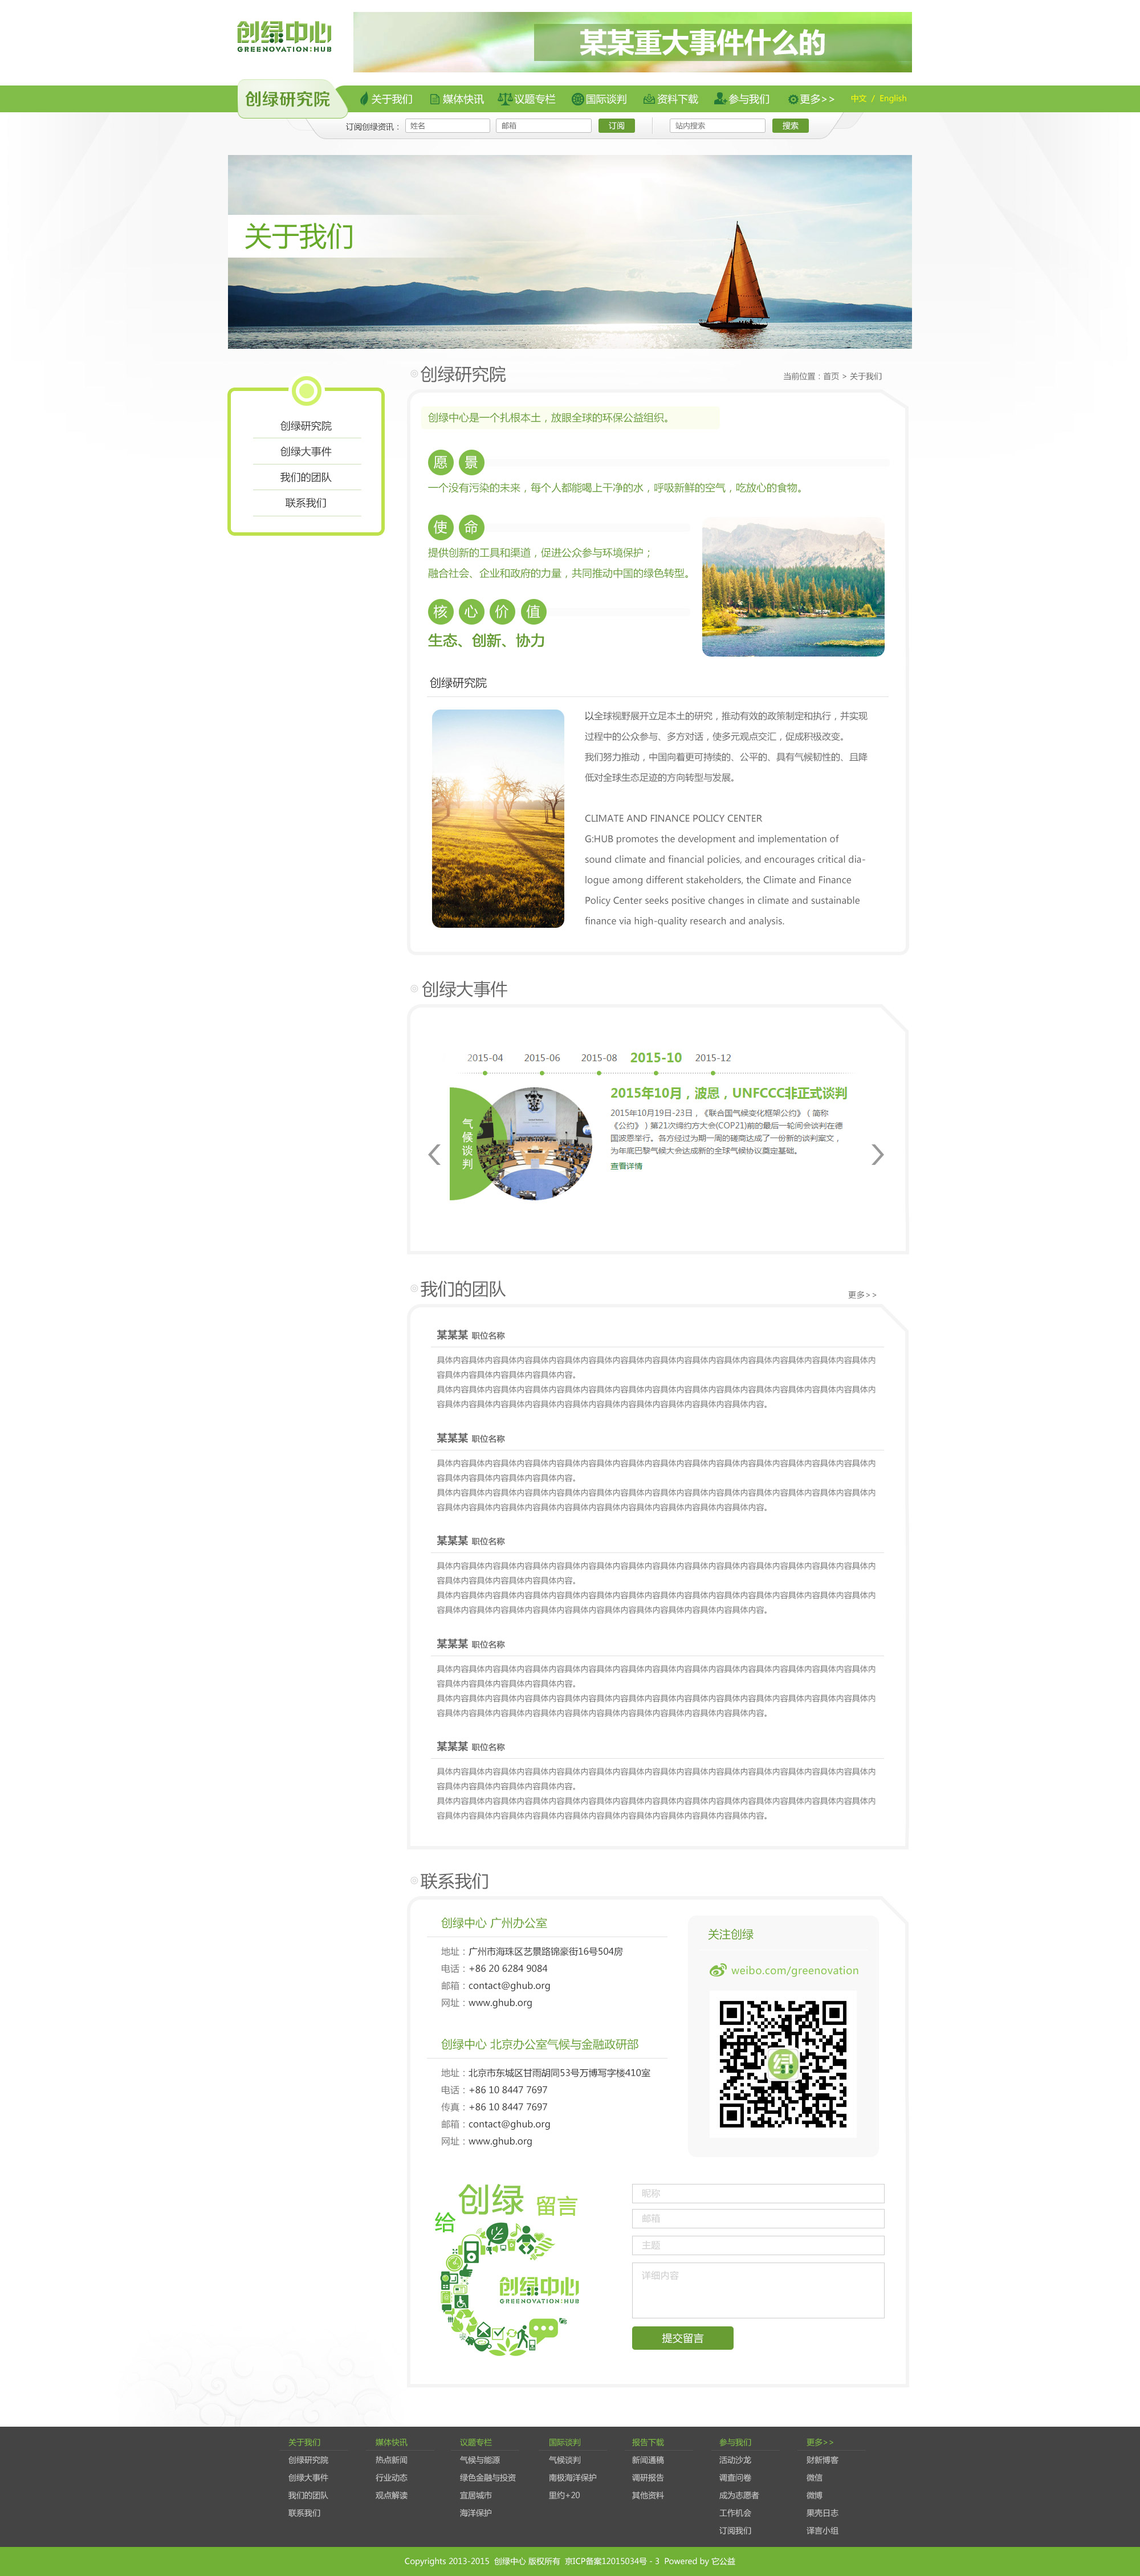 创绿中心
GREENOVATION:HUB
某某重大事件什么的
创绿研究院
关于我们
媒体快讯
议题专栏
国际谈判
资料下载
参与我们
更多>>
中文 / English
订阅创绿资讯：
姓名
邮箱
订阅
站内搜索
搜索
关于我们
创绿研究院
创绿大事件
我们的团队
联系我们
创绿研究院
当前位置：首页 > 关于我们
创绿中心是一个扎根本土，放眼全球的环保公益组织。
愿景
一个没有污染的未来，每个人都能喝上干净的水，呼吸新鲜的空气，吃放心的食物。
使命
提供创新的工具和渠道，促进公众参与环境保护；
融合社会、企业和政府的力量，共同推动中国的绿色转型。
核心价值
生态、创新、协力
创绿研究院
以全球视野展开立足本土的研究，推动有效的政策制定和执行，并实现
过程中的公众参与、多方对话，使多元观点交汇，促成积极改变。
我们努力推动，中国向着更可持续的、公平的、具有气候韧性的、且降
低对全球生态足迹的方向转型与发展。
CLIMATE AND FINANCE POLICY CENTER
G:HUB promotes the development and implementation of
sound climate and financial policies, and encourages critical dia-
logue among different stakeholders, the Climate and Finance
Policy Center seeks positive changes in climate and sustainable
finance via high-quality research and analysis.
创绿大事件
2015-04 2015-06 2015-08 2015-10 2015-12
气候谈判
2015年10月，波恩，UNFCCC非正式谈判
2015年10月19日-23日，《联合国气候变化框架公约》（简称
《公约》）第21次缔约方大会(COP21)前的最后一轮间会谈判在德
国波恩举行。各方经过为期一周的磋商达成了一份新的谈判案文，
为年底巴黎气候大会达成新的全球气候协议奠定基础。
查看详情
我们的团队
更多>>
某某某 职位名称
具体内容具体内容具体内容具体内容具体内容具体内容具体内容具体内容具体内容具体内容具体内容具体内容具体内容具体内
容具体内容具体内容具体内容具体内容。
具体内容具体内容具体内容具体内容具体内容具体内容具体内容具体内容具体内容具体内容具体内容具体内容具体内容具体内
容具体内容具体内容具体内容具体内容具体内容具体内容具体内容具体内容具体内容具体内容。
某某某 职位名称
具体内容具体内容具体内容具体内容具体内容具体内容具体内容具体内容具体内容具体内容具体内容具体内容具体内容具体内
容具体内容具体内容具体内容具体内容。
具体内容具体内容具体内容具体内容具体内容具体内容具体内容具体内容具体内容具体内容具体内容具体内容具体内容具体内
容具体内容具体内容具体内容具体内容具体内容具体内容具体内容具体内容具体内容具体内容。
某某某 职位名称
具体内容具体内容具体内容具体内容具体内容具体内容具体内容具体内容具体内容具体内容具体内容具体内容具体内容具体内
容具体内容具体内容具体内容具体内容。
具体内容具体内容具体内容具体内容具体内容具体内容具体内容具体内容具体内容具体内容具体内容具体内容具体内容具体内
容具体内容具体内容具体内容具体内容具体内容具体内容具体内容具体内容具体内容具体内容。
某某某 职位名称
具体内容具体内容具体内容具体内容具体内容具体内容具体内容具体内容具体内容具体内容具体内容具体内容具体内容具体内
容具体内容具体内容具体内容具体内容。
具体内容具体内容具体内容具体内容具体内容具体内容具体内容具体内容具体内容具体内容具体内容具体内容具体内容具体内
容具体内容具体内容具体内容具体内容具体内容具体内容具体内容具体内容具体内容具体内容。
某某某 职位名称
具体内容具体内容具体内容具体内容具体内容具体内容具体内容具体内容具体内容具体内容具体内容具体内容具体内容具体内
容具体内容具体内容具体内容具体内容。
具体内容具体内容具体内容具体内容具体内容具体内容具体内容具体内容具体内容具体内容具体内容具体内容具体内容具体内
容具体内容具体内容具体内容具体内容具体内容具体内容具体内容具体内容具体内容具体内容。
联系我们
创绿中心 广州办公室
地址：广州市海珠区艺景路锦豪街16号504房
电话：+86 20 6284 9084
邮箱：contact@ghub.org
网址：www.ghub.org
创绿中心 北京办公室气候与金融政研部
地址：北京市东城区甘雨胡同53号万博写字楼410室
电话：+86 10 8447 7697
传真：+86 10 8447 7697
邮箱：contact@ghub.org
网址：www.ghub.org
关注创绿
weibo.com/greenovation
绿
给 创绿 留言
创绿中心
GREENOVATION:HUB
昵称
邮箱
主题
详细内容
提交留言
关于我们 媒体快讯 议题专栏 国际谈判 报告下载 参与我们 更多>>
创绿研究院 热点新闻 气候与能源 气候谈判 新闻通稿 活动沙龙 财新博客
创绿大事件 行业动态 绿色金融与投资 南极海洋保护 调研报告 调查问卷 微信
我们的团队 观点解读 宜居城市 里约+20 其他资料 成为志愿者 微博
联系我们 海洋保护 工作机会 果壳日志
订阅我们 译言小组
Copyrights 2013-2015 创绿中心 版权所有 京ICP备案12015034号 - 3 Powered by 它公益